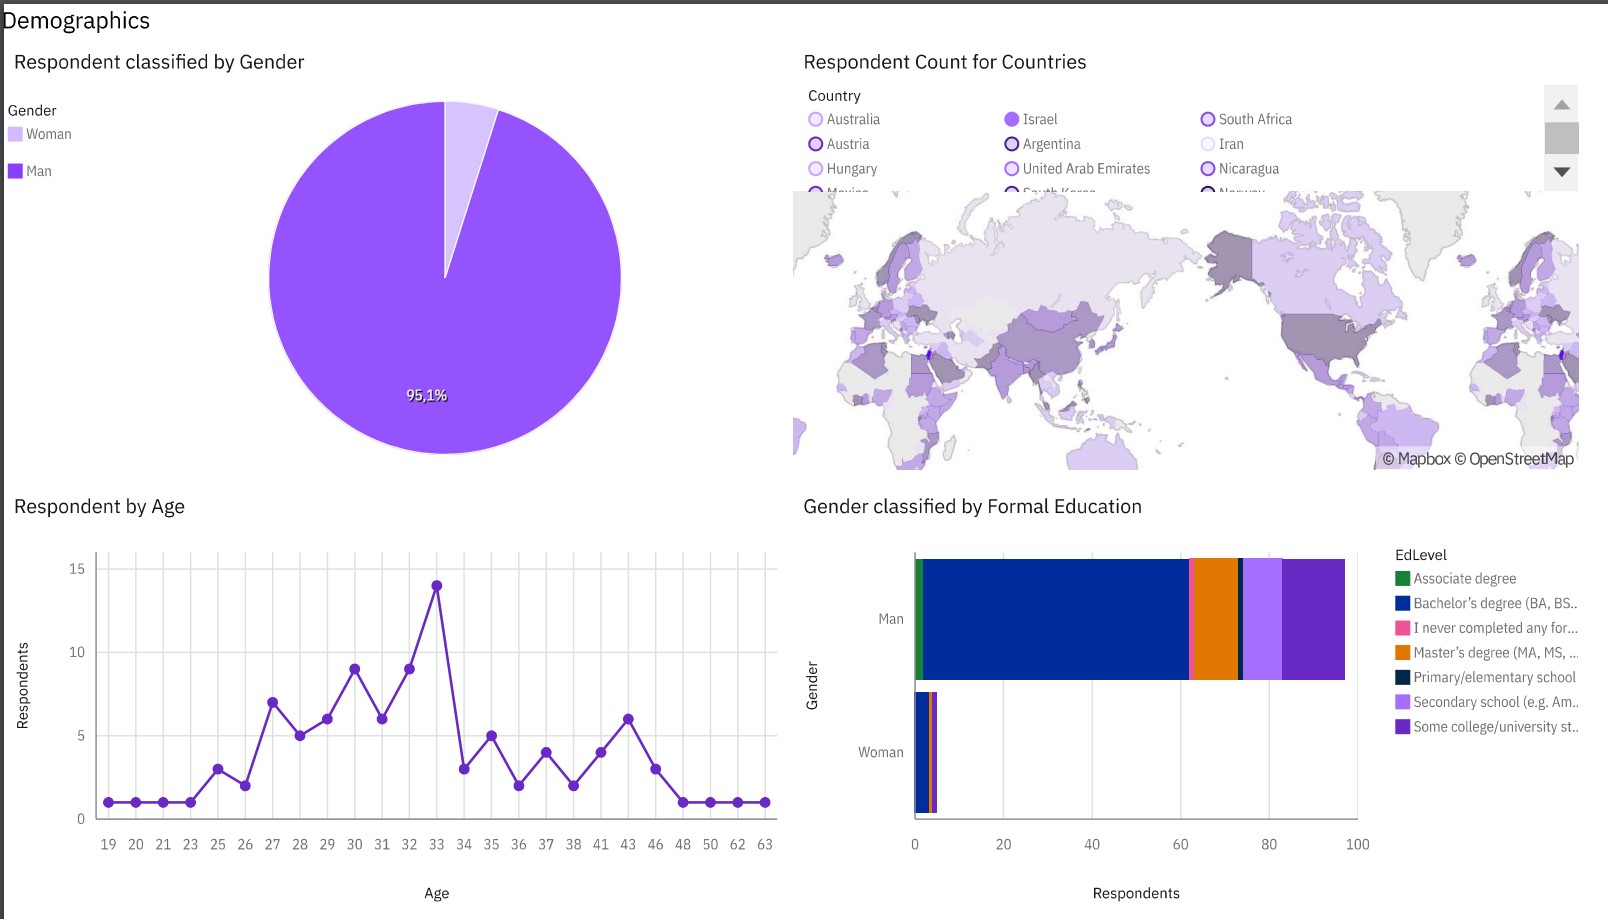 Demographics
Respondent classified by Gender
Gender
Woman
Man
95,1%
Respondent Count for Countries
Country
Australia
Israel
South Africa
Austria
Argentina
Iran
Hungary
United Arab Emirates
Nicaragua
Mexico
South Korea
Norway
© Mapbox © OpenStreetMap
Respondent by Age
Respondents
15
10
5
0
19 20 21 23 25 26 27 28 29 30 31 32 33 34 35 36 37 38 41 43 46 48 50 62 63
Age
Gender classified by Formal Education
Gender
Man
Woman
0 20 40 60 80 100
Respondents
EdLevel
Associate degree
Bachelor’s degree (BA, BS..
I never completed any for...
Master’s degree (MA, MS, ...
Primary/elementary school
Secondary school (e.g. Am..
Some college/university st..